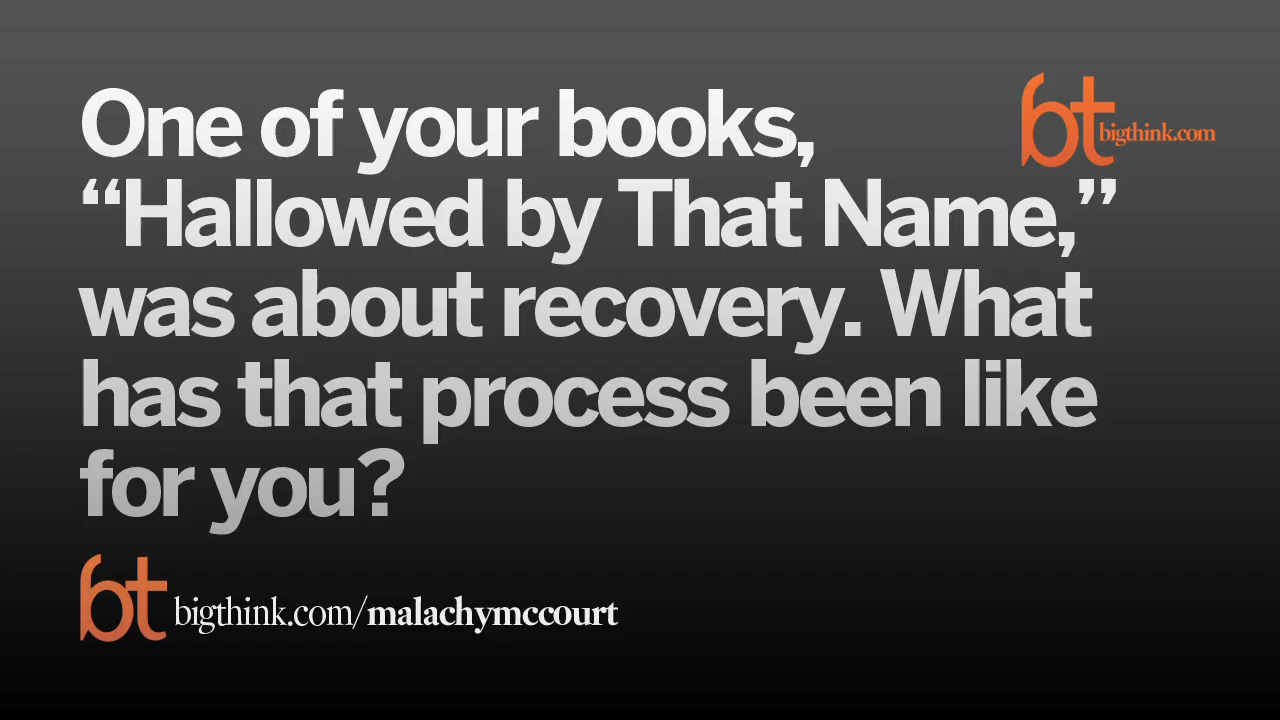 One of your books,
bt bigthink.com
“Hallowed by That Name,”
was about recovery. What
has that process been like
for you?
bt bigthink.com/malachymccourt